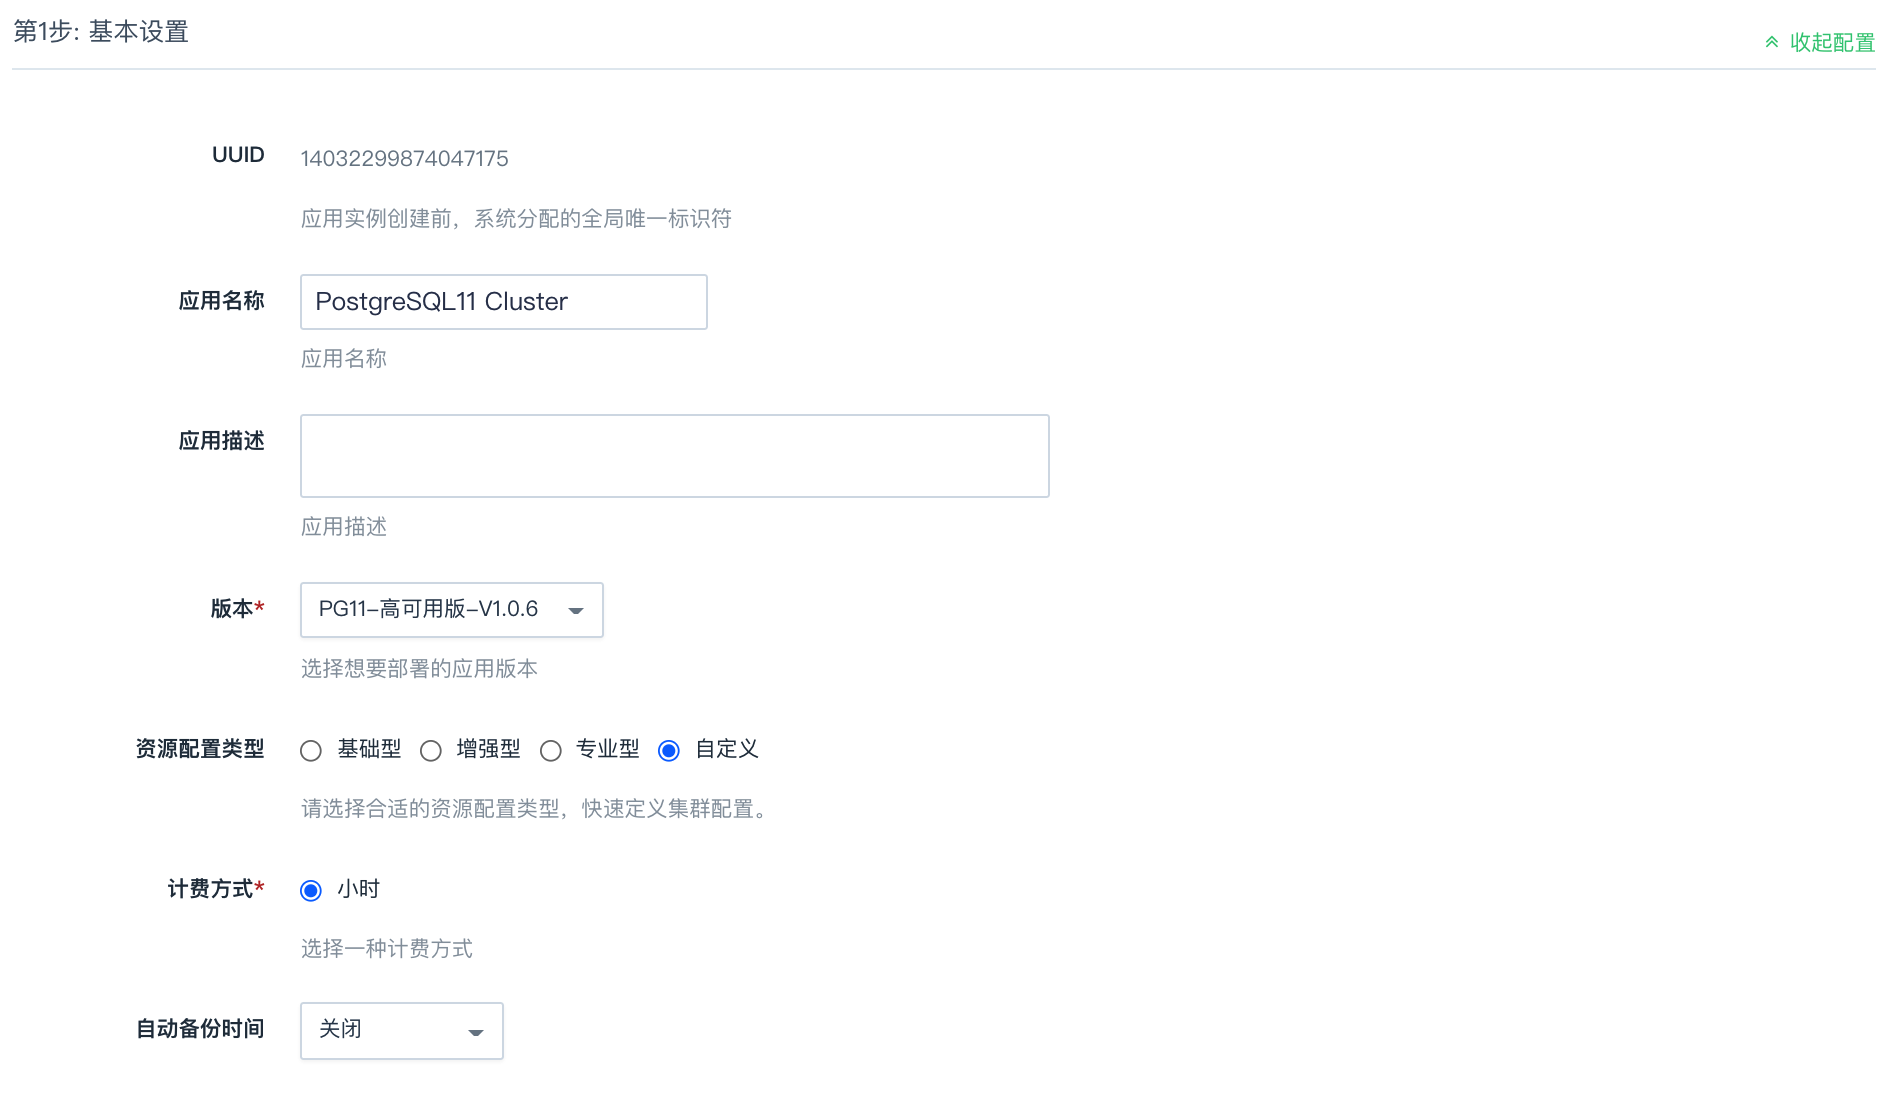 第1步: 基本设置
收起配置
UUID 14032299874047175
应用实例创建前，系统分配的全局唯一标识符
应用名称 PostgreSQL11 Cluster
应用名称
应用描述
应用描述
版本* PG11-高可用版-V1.0.6
选择想要部署的应用版本
资源配置类型 基础型 增强型 专业型 自定义
请选择合适的资源配置类型，快速定义集群配置。
计费方式* 小时
选择一种计费方式
自动备份时间 关闭